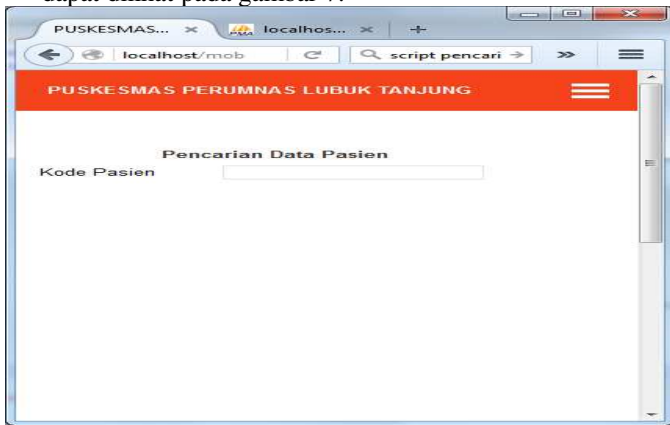 dapat dilihat pada gambar 7.
PUSKESMAS... × localhos... × +
localhost/mob script pencari
PUSKESMAS PERUMNAS LUBUK TANJUNG
Pencarian Data Pasien
Kode Pasien